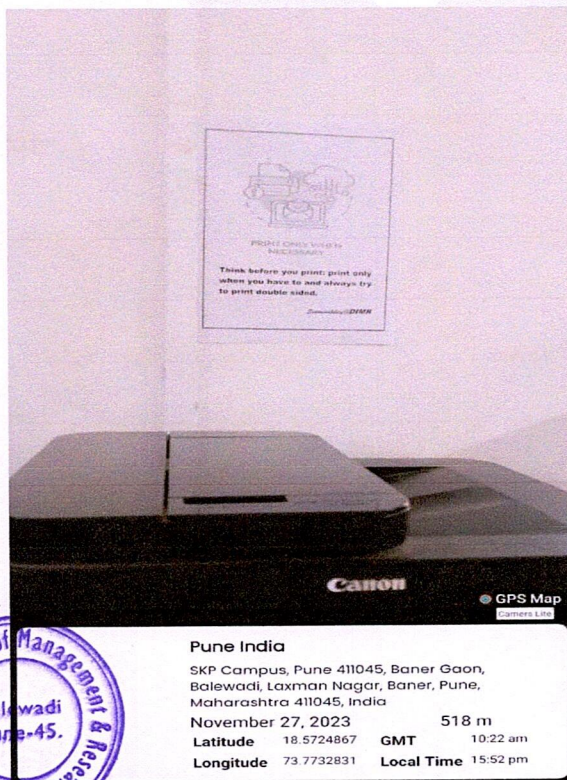 PRINT ONLY WHEN
NECESSARY
Think before you print: print only
when you have to and always try
to print double sided.
Canon
GPS Map
Camera Lite
Pune India
SKP Campus, Pune 411045, Baner Gaon,
Balewadi, Laxman Nagar, Baner, Pune,
Maharashtra 411045, India
November 27, 2023 518 m
Latitude 18.5724867 GMT 10:22 am
Longitude 73.7732831 Local Time 15:52 pm
of Management & Resea
lewadi
ne-45.